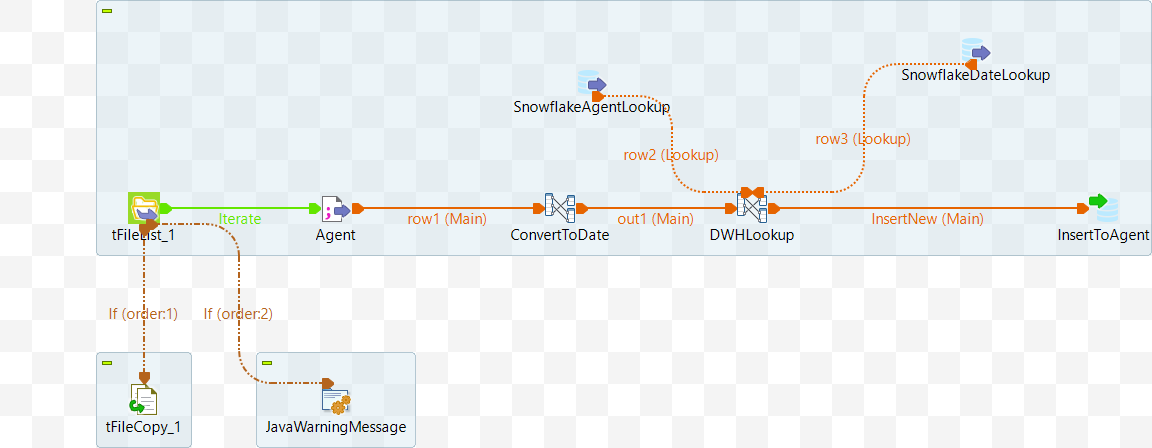 SnowflakeDateLookup
SnowflakeAgentLookup
row3 (Lookup)
row2 (Lookup)
Iterate
row1 (Main)
out1 (Main)
InsertNew (Main)
tFileList_1
Agent
ConvertToDate
DWHLookup
InsertToAgent
If (order:1)
If (order:2)
tFileCopy_1
JavaWarningMessage